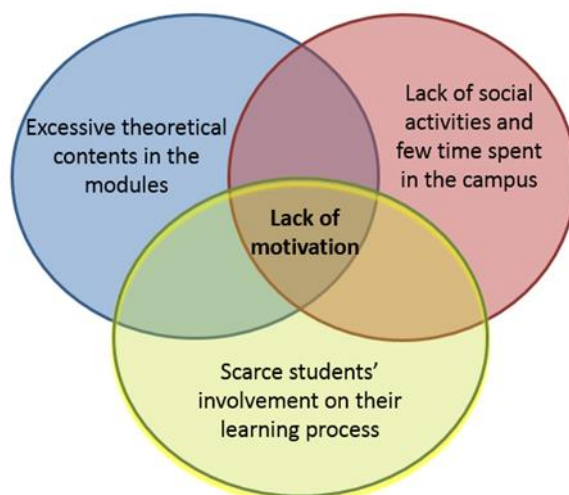 Excessive theoretical
contents in the
modules
Lack of social
activities and
few time spent
in the campus
Lack of
motivation
Scarce students’
involvement on their
learning process